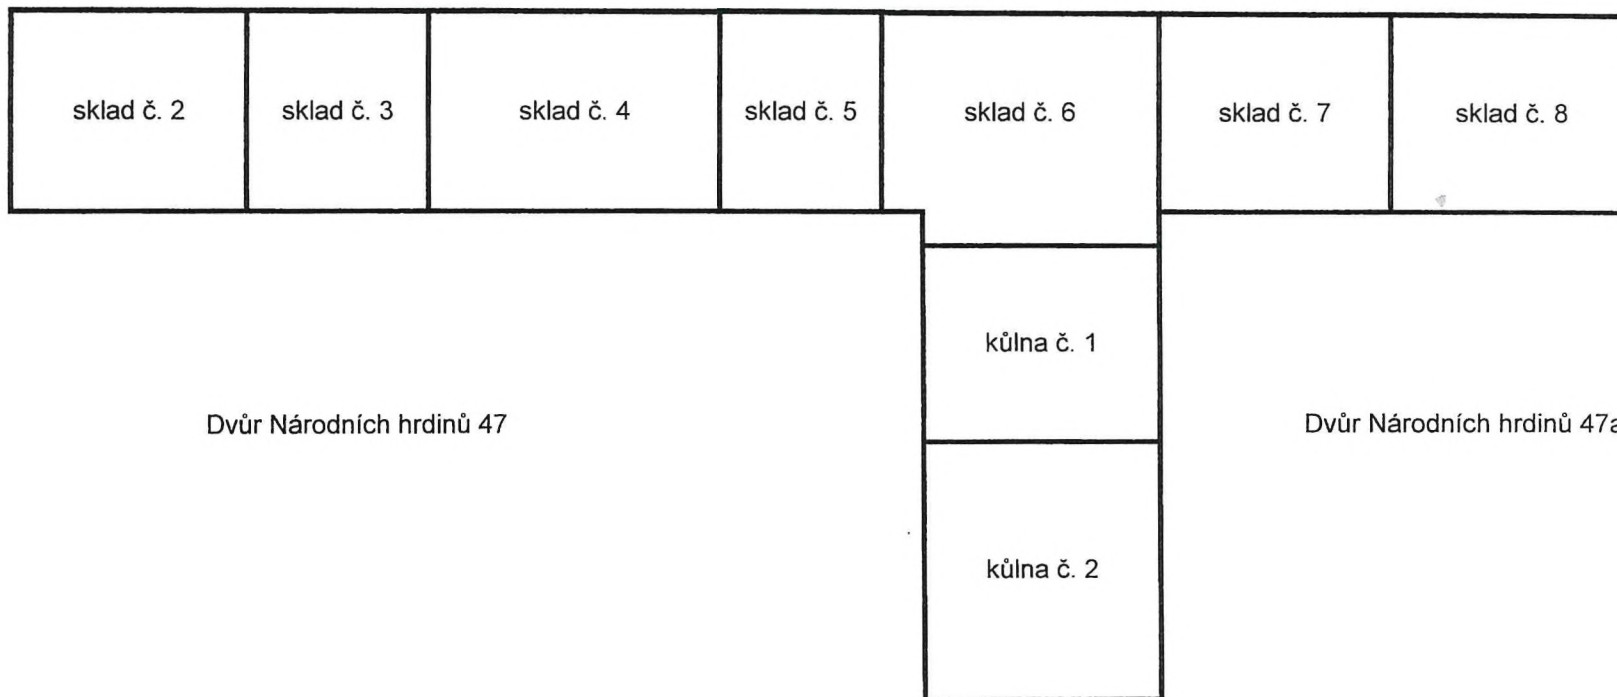 sklad č. 2
sklad č. 3
sklad č. 4
sklad č. 5
sklad č. 6
sklad č. 7
sklad č. 8
kůlna č. 1
Dvůr Národních hrdinů 47
Dvůr Národních hrdinů 47a
kůlna č. 2